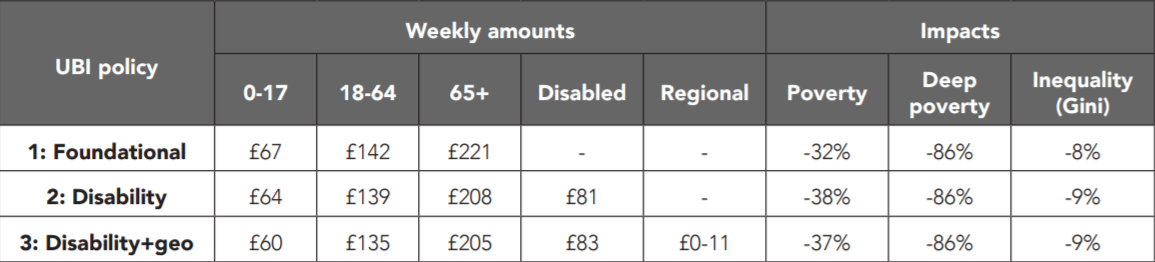 UBI policy Weekly amounts Impacts
0-17 18-64 65+ Disabled Regional Poverty Deep poverty Inequality (Gini)
1: Foundational £67 £142 £221 - - -32% -86% -8%
2: Disability £64 £139 £208 £81 - -38% -86% -9%
3: Disability+geo £60 £135 £205 £83 £0-11 -37% -86% -9%